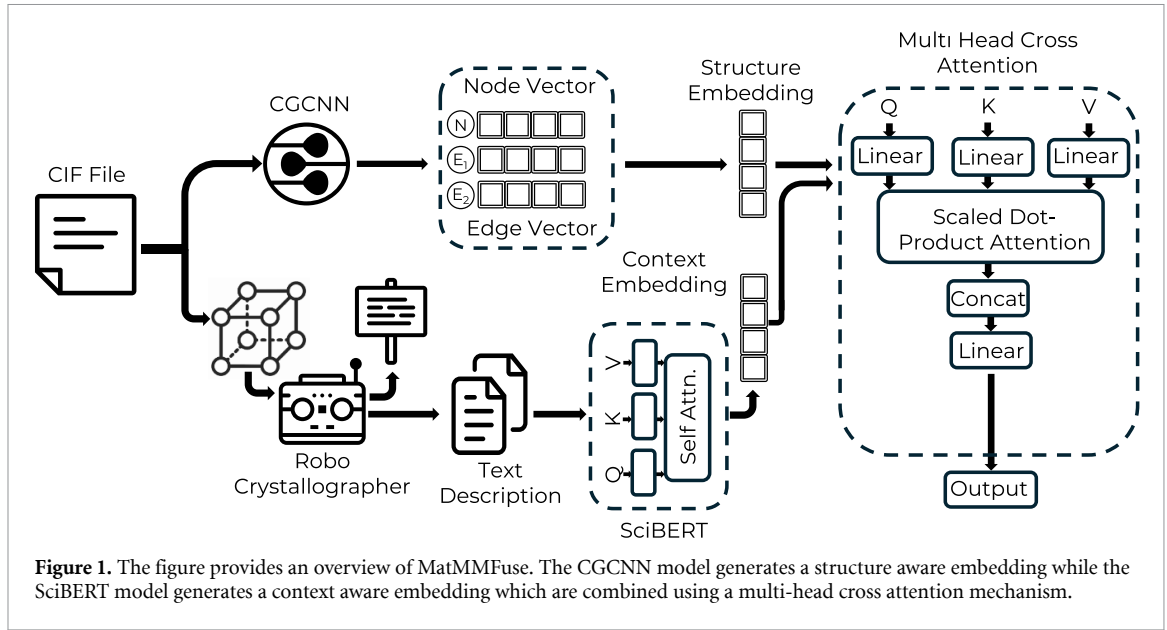 CIF File
CGCNN
Node Vector
N
E1
E2
Edge Vector
Structure
Embedding
Context
Embedding
Robo
Crystallographer
Text
Description
V
K
Q
Self Attn.
SciBERT
Multi Head Cross
Attention
Q K V
Linear Linear Linear
Scaled Dot-
Product Attention
Concat
Linear
Output
Figure 1. The figure provides an overview of MatMMFuse. The CGCNN model generates a structure aware embedding while the
SciBERT model generates a context aware embedding which are combined using a multi-head cross attention mechanism.